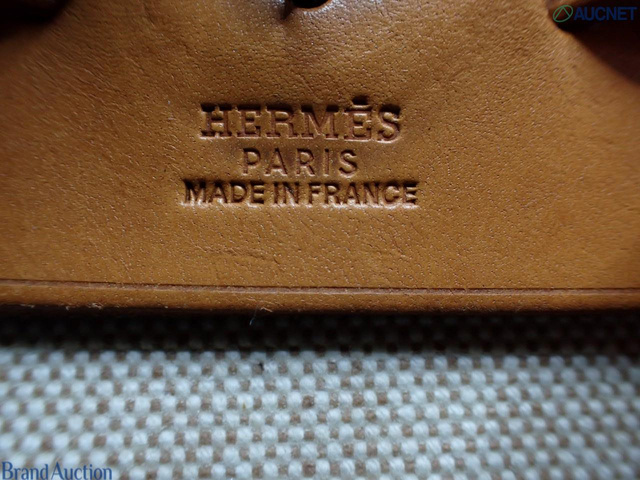 AUCNET
HERMÈS
PARIS
MADE IN FRANCE
Brand Auction